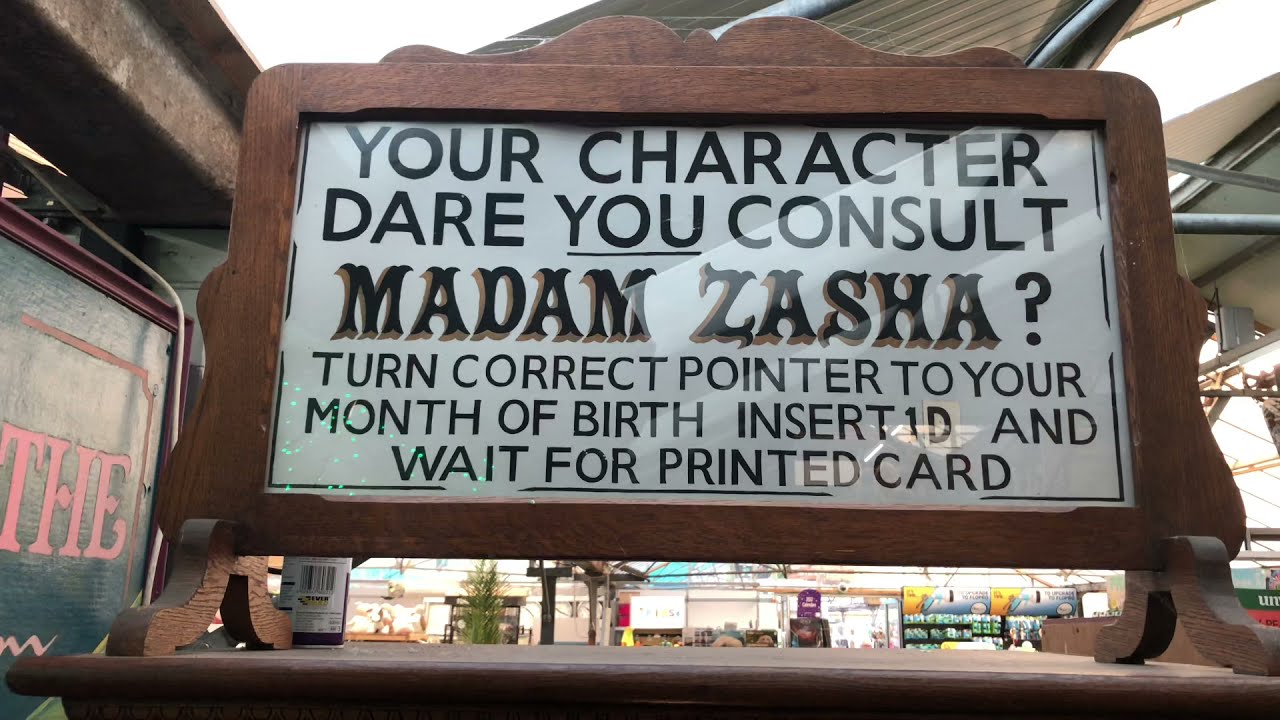 YOUR CHARACTER
DARE YOU CONSULT
MADAM ZASHA?
TURN CORRECT POINTER TO YOUR
MONTH OF BIRTH INSERT 1D AND
WAIT FOR PRINTED CARD
THE